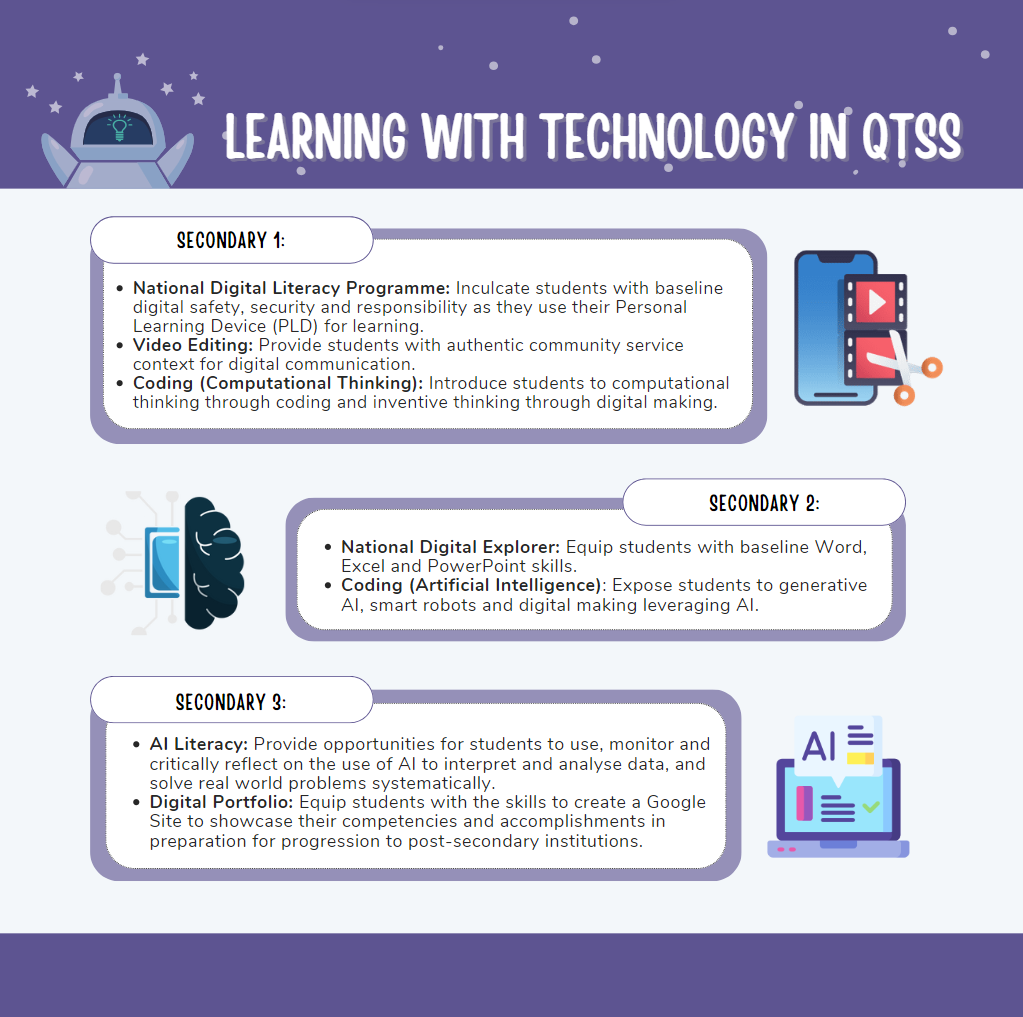 LEARNING WITH TECHNOLOGY IN QTSS
SECONDARY 1:
• National Digital Literacy Programme: Inculcate students with baseline
digital safety, security and responsibility as they use their Personal
Learning Device (PLD) for learning.
• Video Editing: Provide students with authentic community service
context for digital communication.
• Coding (Computational Thinking): Introduce students to computational
thinking through coding and inventive thinking through digital making.
SECONDARY 2:
• National Digital Explorer: Equip students with baseline Word,
Excel and PowerPoint skills.
• Coding (Artificial Intelligence): Expose students to generative
AI, smart robots and digital making leveraging AI.
SECONDARY 3:
• AI Literacy: Provide opportunities for students to use, monitor and
critically reflect on the use of AI to interpret and analyse data, and
solve real world problems systematically.
• Digital Portfolio: Equip students with the skills to create a Google
Site to showcase their competencies and accomplishments in
preparation for progression to post-secondary institutions.
AI